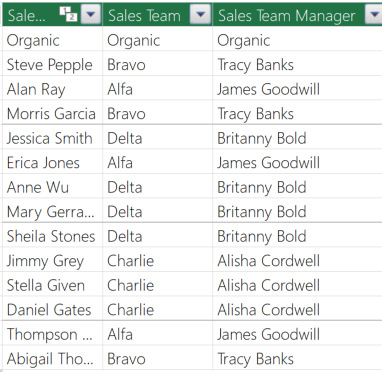 Sale... 1 2 Sales Team Sales Team Manager
Organic Organic Organic
Steve Pepple Bravo Tracy Banks
Alan Ray Alfa James Goodwill
Morris Garcia Bravo Tracy Banks
Jessica Smith Delta Britanny Bold
Erica Jones Alfa James Goodwill
Anne Wu Delta Britanny Bold
Mary Gerra... Delta Britanny Bold
Sheila Stones Delta Britanny Bold
Jimmy Grey Charlie Alisha Cordwell
Stella Given Charlie Alisha Cordwell
Daniel Gates Charlie Alisha Cordwell
Thompson ... Alfa James Goodwill
Abigail Tho... Bravo Tracy Banks